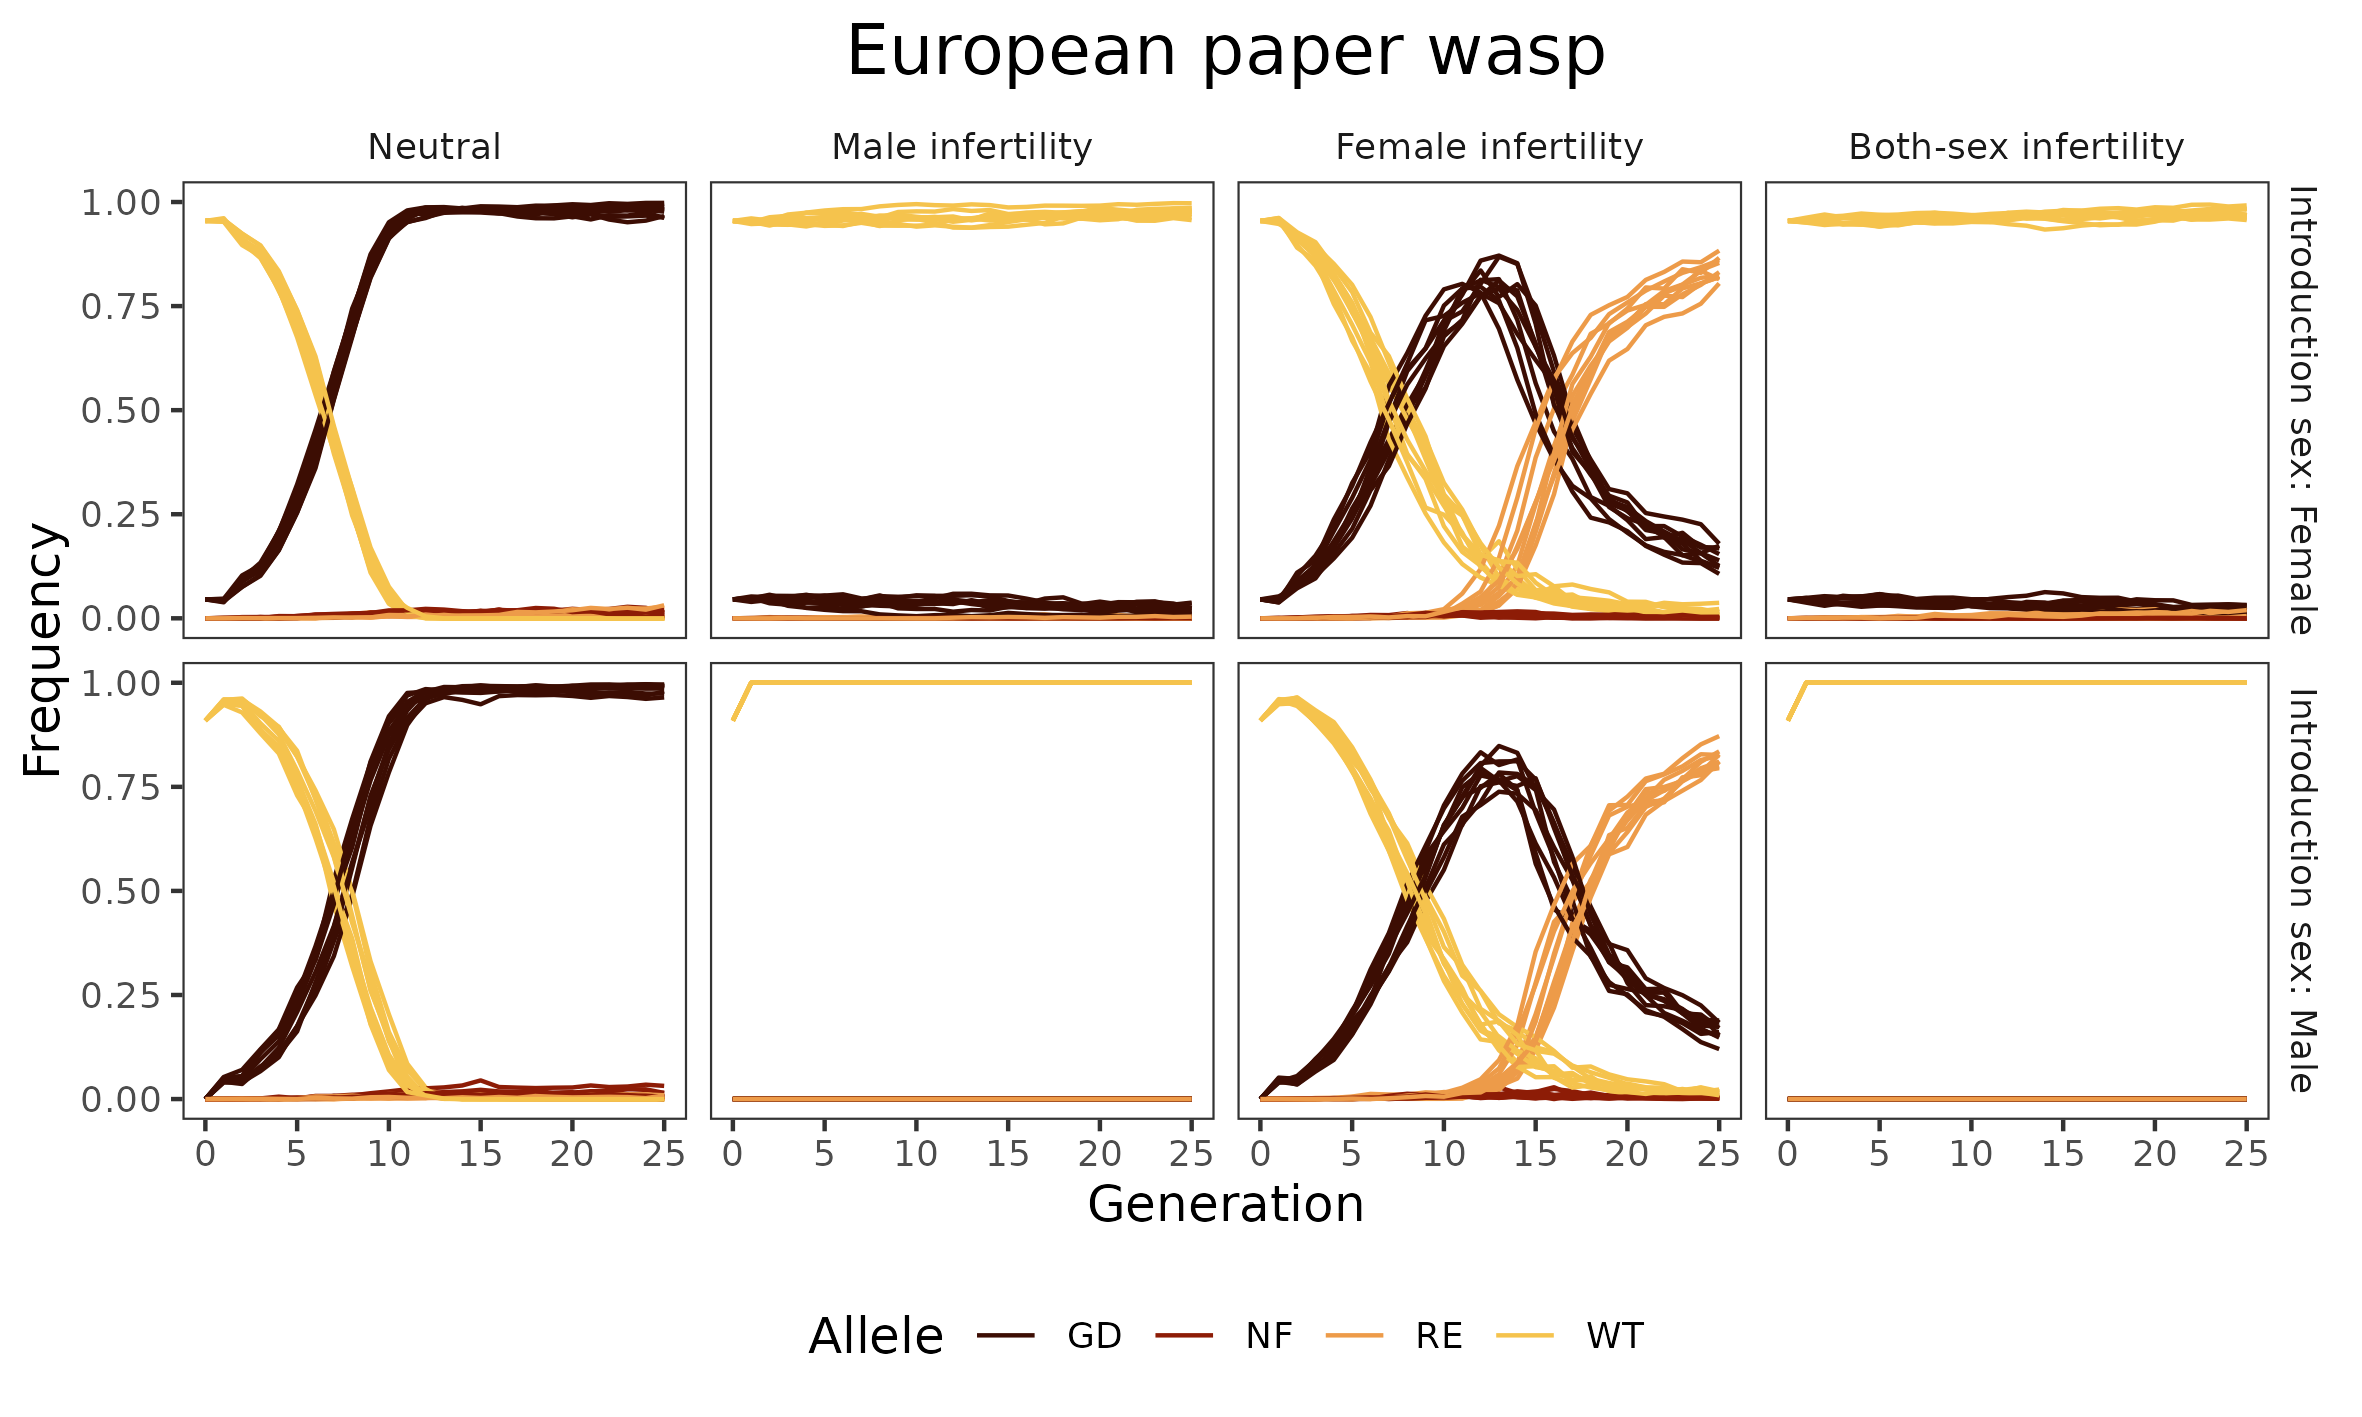 European paper wasp
Neutral
Male infertility
Female infertility
Both-sex infertility
1.00
0.75
0.50
0.25
0.00
Introduction sex: Female
Frequency
1.00
0.75
0.50
0.25
0.00
Introduction sex: Male
0 5 10 15 20 25
0 5 10 15 20 25
0 5 10 15 20 25
0 5 10 15 20 25
Generation
Allele GD NF RE WT